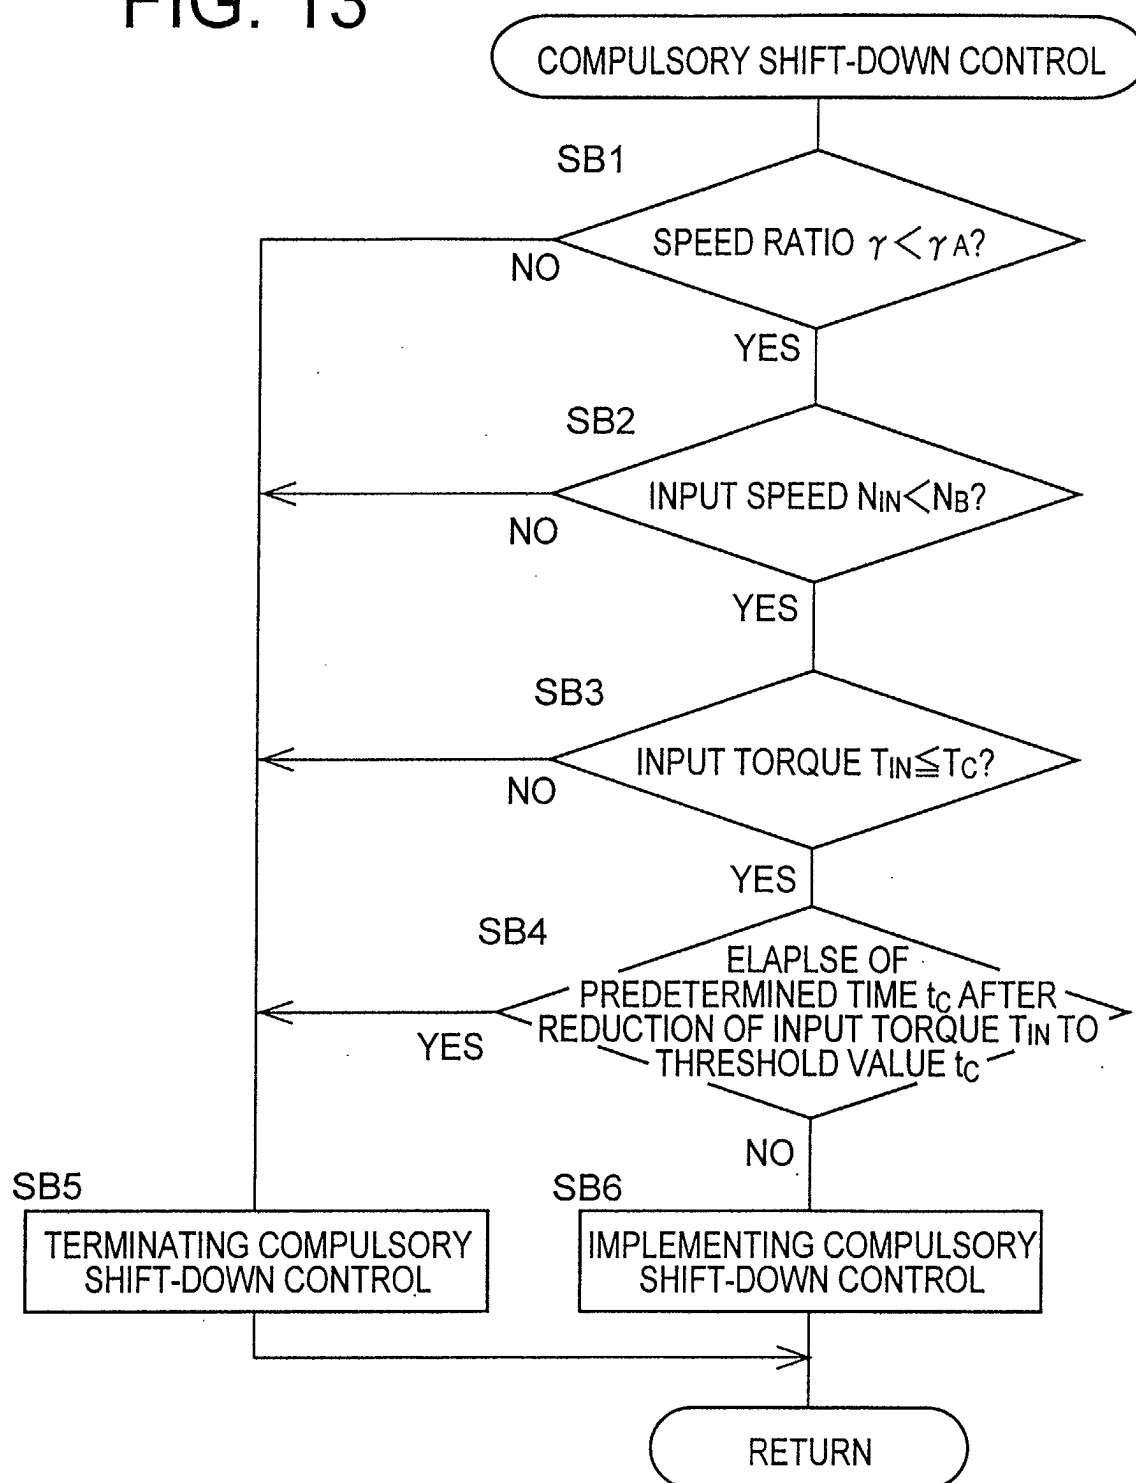 FIG. 13
COMPULSORY SHIFT-DOWN CONTROL
SB1
SPEED RATIO γ<γA?
NO
YES
SB2
INPUT SPEED NIN<NB?
NO
YES
SB3
INPUT TORQUE TIN≦TC?
NO
YES
SB4
ELAPLSE OF
PREDETERMINED TIME tC AFTER
REDUCTION OF INPUT TORQUE TIN TO
THRESHOLD VALUE tC
YES
NO
SB5
TERMINATING COMPULSORY
SHIFT-DOWN CONTROL
SB6
IMPLEMENTING COMPULSORY
SHIFT-DOWN CONTROL
RETURN